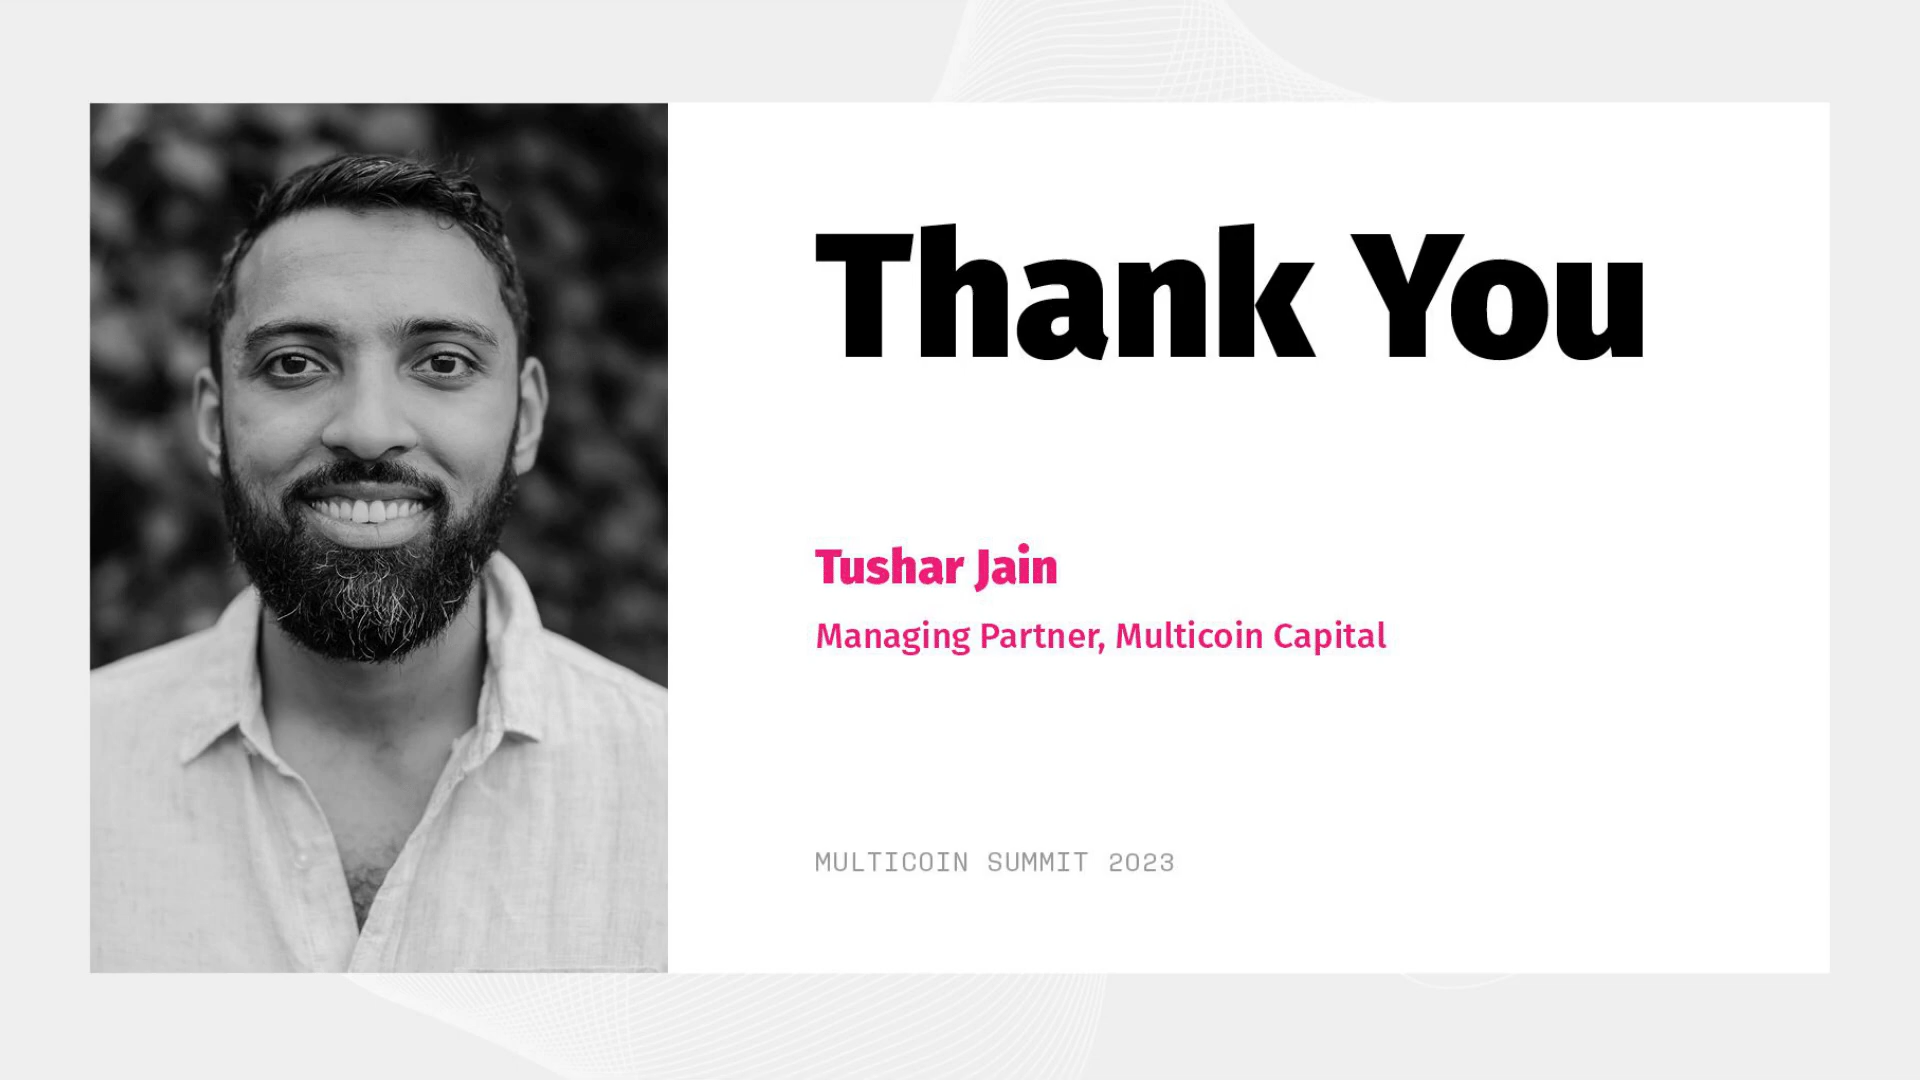 Thank You
Tushar Jain
Managing Partner, Multicoin Capital
MULTICOIN SUMMIT 2023